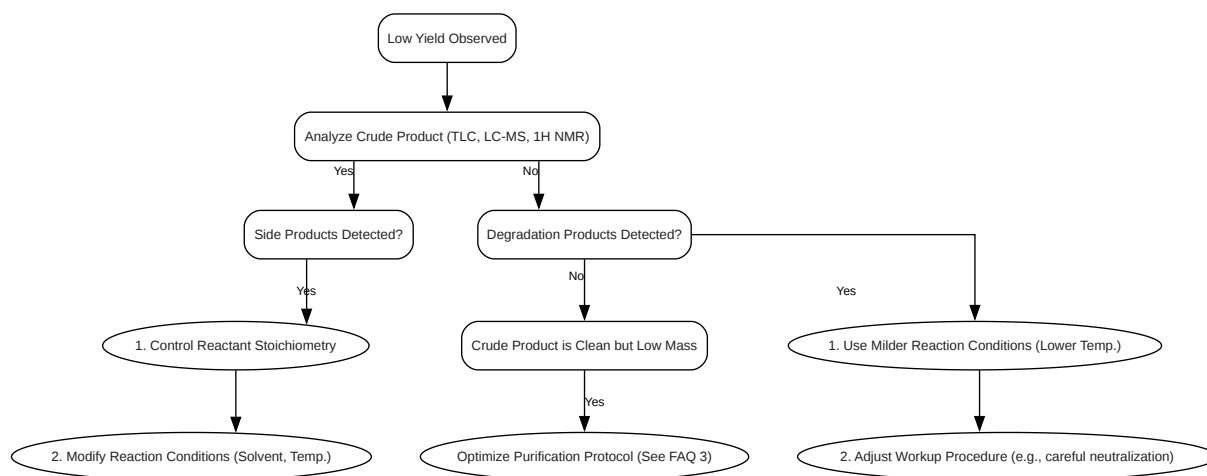 Low Yield Observed
Analyze Crude Product (TLC, LC-MS, 1H NMR)
Yes
No
Side Products Detected?
Degradation Products Detected?
Yes
No
Yes
1. Control Reactant Stoichiometry
Crude Product is Clean but Low Mass
1. Use Milder Reaction Conditions (Lower Temp.)
Yes
2. Modify Reaction Conditions (Solvent, Temp.)
Optimize Purification Protocol (See FAQ 3)
2. Adjust Workup Procedure (e.g., careful neutralization)